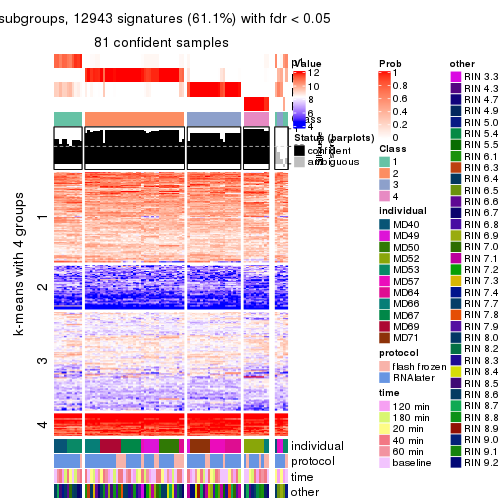 subgroups, 12943 signatures (61.1%) with fdr < 0.05
81 confident samples
k-means with 4 groups
1
2
3
4
individual
protocol
time
other
Value
12
10
8
6
4
Status (barplots)
confident
ambiguous
Prob
1
0.8
0.6
0.4
0.2
0
Class
1
2
3
4
individual
MD40
MD49
MD50
MD52
MD53
MD57
MD64
MD66
MD67
MD69
MD71
protocol
flash frozen
RNAlater
time
120 min
180 min
20 min
40 min
60 min
baseline
other
RIN 3.3
RIN 4.3
RIN 4.7
RIN 4.9
RIN 5.0
RIN 5.4
RIN 5.5
RIN 6.1
RIN 6.3
RIN 6.4
RIN 6.5
RIN 6.6
RIN 6.7
RIN 6.8
RIN 6.9
RIN 7.0
RIN 7.1
RIN 7.2
RIN 7.3
RIN 7.4
RIN 7.5
RIN 7.6
RIN 7.7
RIN 7.8
RIN 7.9
RIN 8.0
RIN 8.2
RIN 8.3
RIN 8.4
RIN 8.5
RIN 8.6
RIN 8.7
RIN 8.8
RIN 8.9
RIN 9.0
RIN 9.1
RIN 9.2